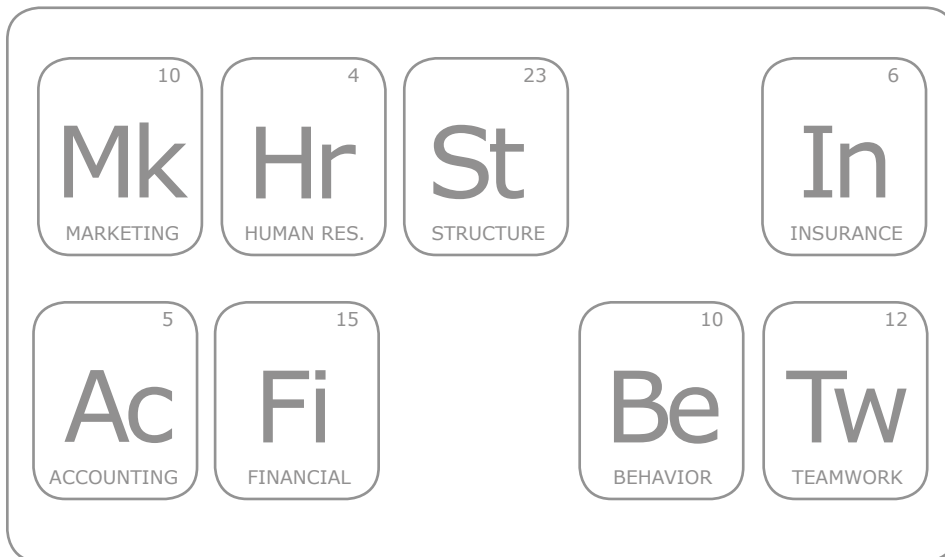 10
Mk
MARKETING
4
Hr
HUMAN RES.
23
St
STRUCTURE
6
In
INSURANCE
5
Ac
ACCOUNTING
15
Fi
FINANCIAL
10
Be
BEHAVIOR
12
Tw
TEAMWORK